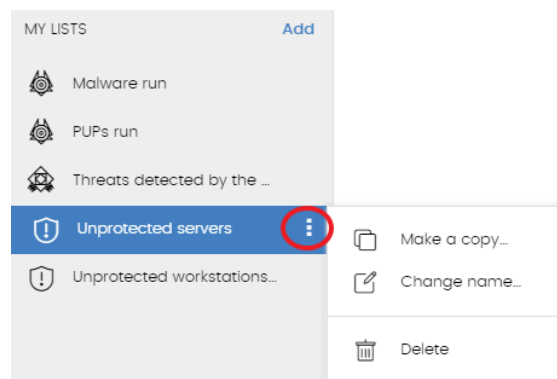 MY LISTS Add
Malware run
PUPs run
Threats detected by the ...
Unprotected servers
Make a copy...
Unprotected workstations...
Change name...
Delete